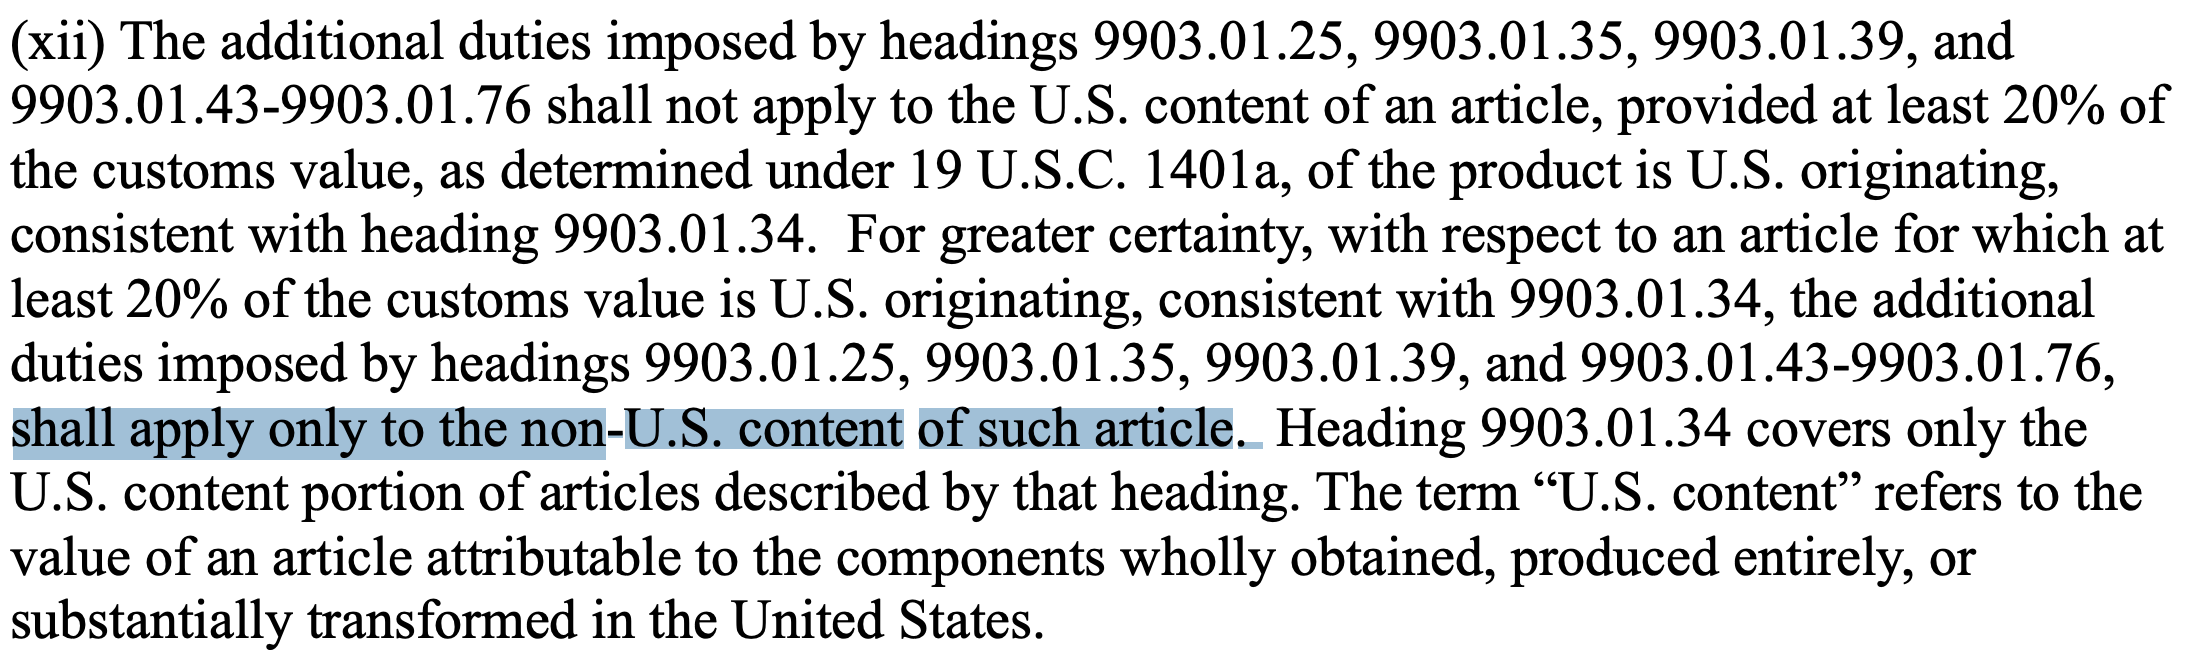 (xii) The additional duties imposed by headings 9903.01.25, 9903.01.35, 9903.01.39, and
9903.01.43-9903.01.76 shall not apply to the U.S. content of an article, provided at least 20% of
the customs value, as determined under 19 U.S.C. 1401a, of the product is U.S. originating,
consistent with heading 9903.01.34.  For greater certainty, with respect to an article for which at
least 20% of the customs value is U.S. originating, consistent with 9903.01.34, the additional
duties imposed by headings 9903.01.25, 9903.01.35, 9903.01.39, and 9903.01.43-9903.01.76,
shall apply only to the non-U.S. content of such article.  Heading 9903.01.34 covers only the
U.S. content portion of articles described by that heading. The term “U.S. content” refers to the
value of an article attributable to the components wholly obtained, produced entirely, or
substantially transformed in the United States.